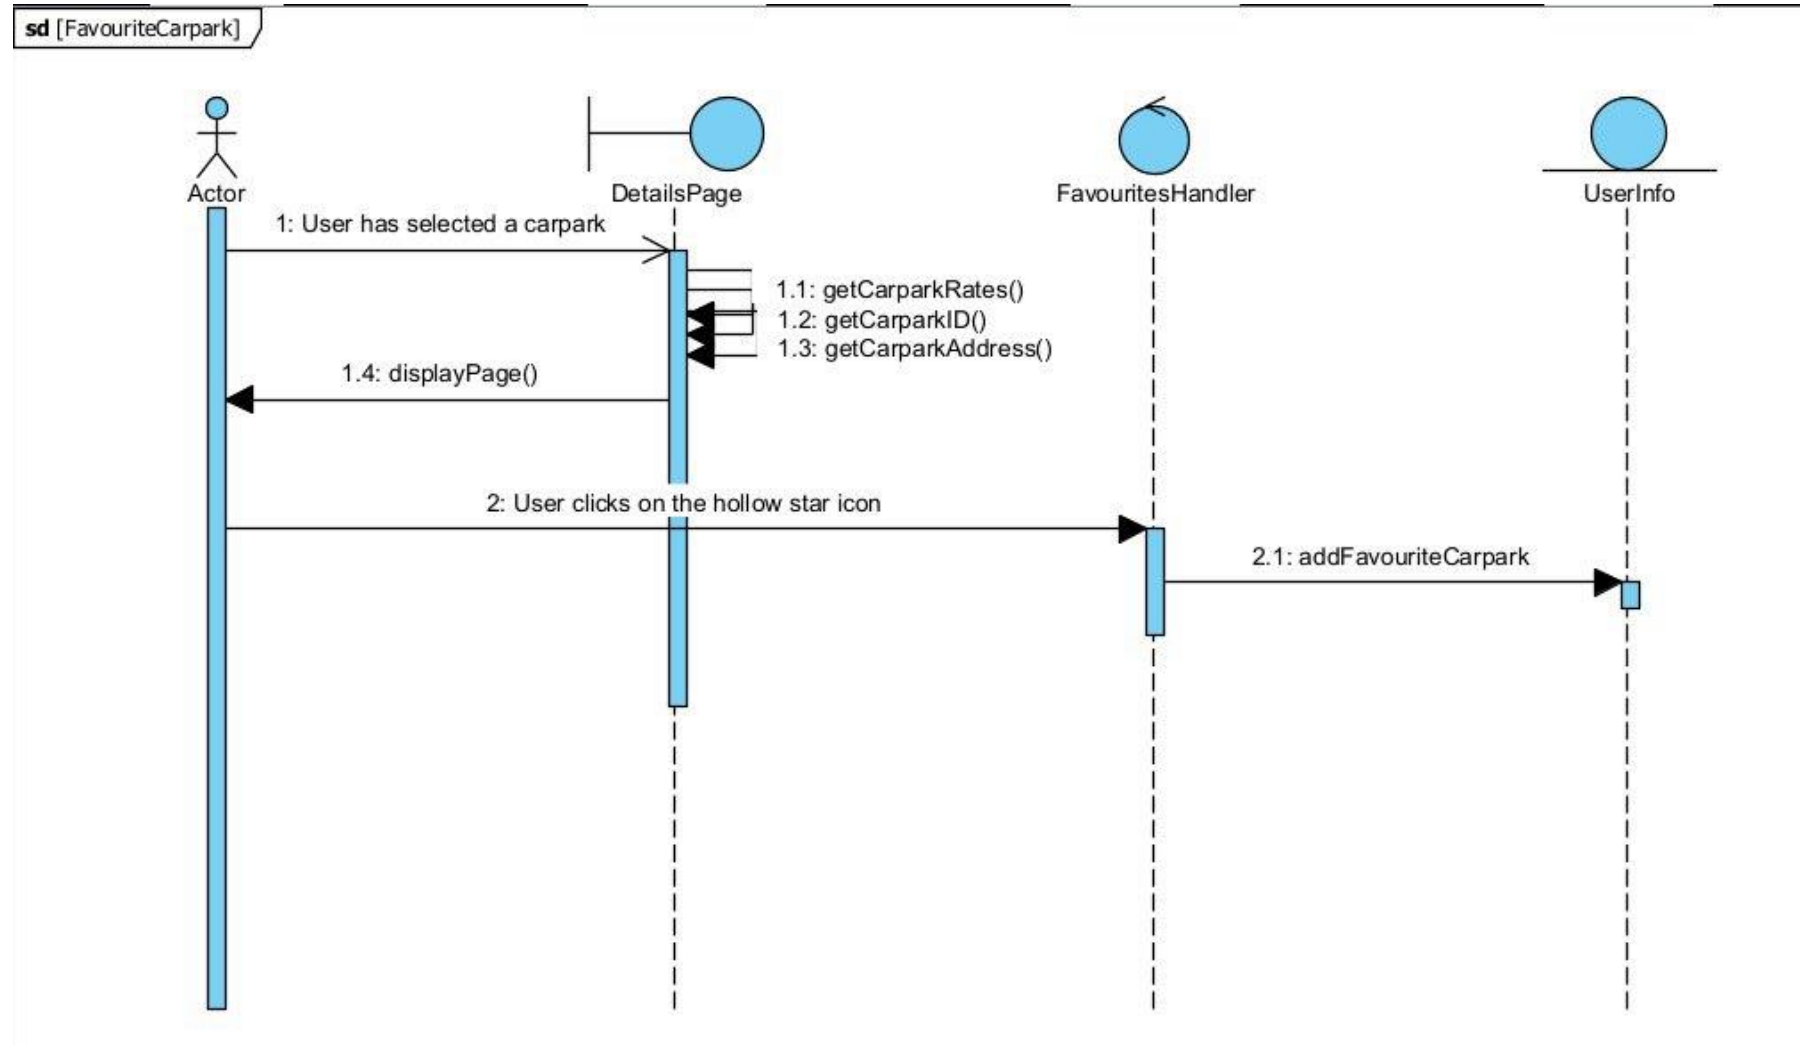 sd [FavouriteCarpark]
Actor
DetailsPage
FavouritesHandler
UserInfo
1: User has selected a carpark
1.1: getCarparkRates()
1.2: getCarparkID()
1.3: getCarparkAddress()
1.4: displayPage()
2: User clicks on the hollow star icon
2.1: addFavouriteCarpark